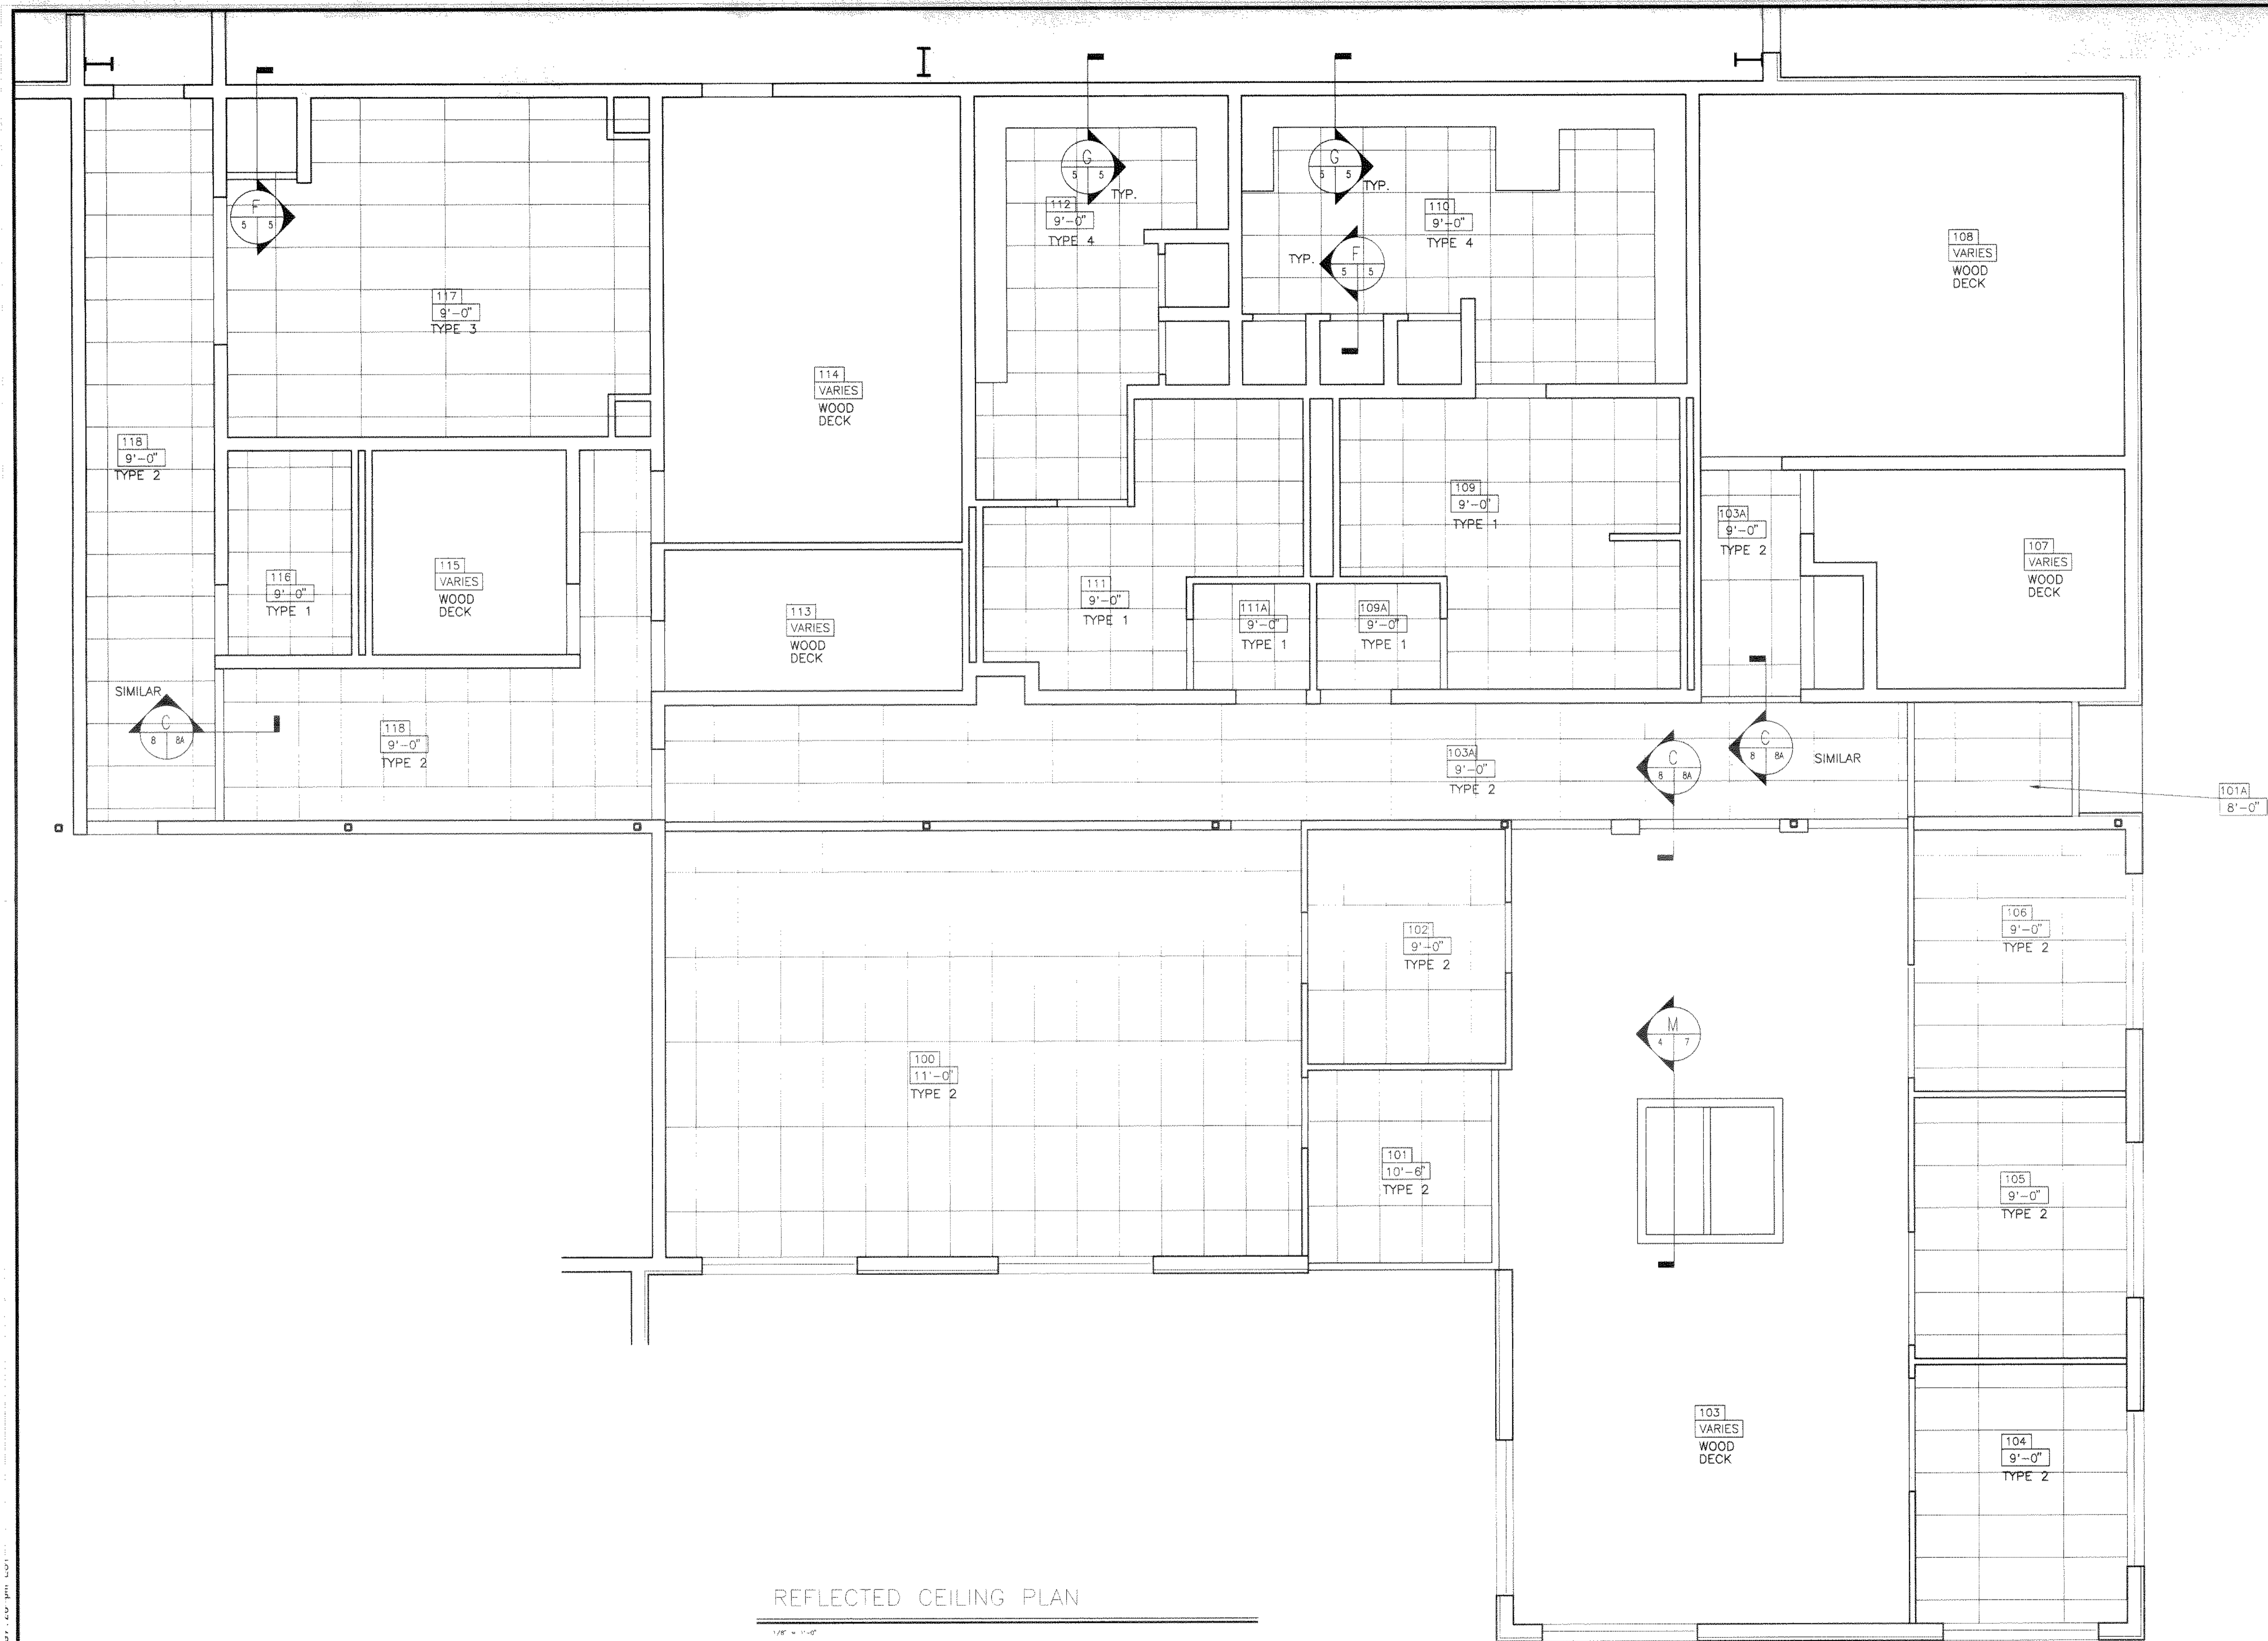 G
5 5
TYP.
G
5 5
TYP.
F
5 5
112
9'-0"
TYPE 4
110
9'-0"
TYPE 4
TYP.
F
5 5
108
VARIES
WOOD
DECK
117
9'-0"
TYPE 3
114
VARIES
WOOD
DECK
118
9'-0"
TYPE 2
109
9'-0"
TYPE 1
103A
9'-0"
TYPE 2
107
VARIES
WOOD
DECK
116
9'-0"
TYPE 1
115
VARIES
WOOD
DECK
113
VARIES
WOOD
DECK
111
9'-0"
TYPE 1
111A
9'-0"
TYPE 1
109A
9'-0"
TYPE 1
SIMILAR
C
8 8A
118
9'-0"
TYPE 2
103A
9'-0"
TYPE 2
C
8 8A
C
8 8A
SIMILAR
101A
8'-0"
102
9'-0"
TYPE 2
106
9'-0"
TYPE 2
100
11'-0"
TYPE 2
M
4 7
101
10'-6"
TYPE 2
105
9'-0"
TYPE 2
103
VARIES
WOOD
DECK
104
9'-0"
TYPE 2
REFLECTED CEILING PLAN
1/8" = 1'-0"